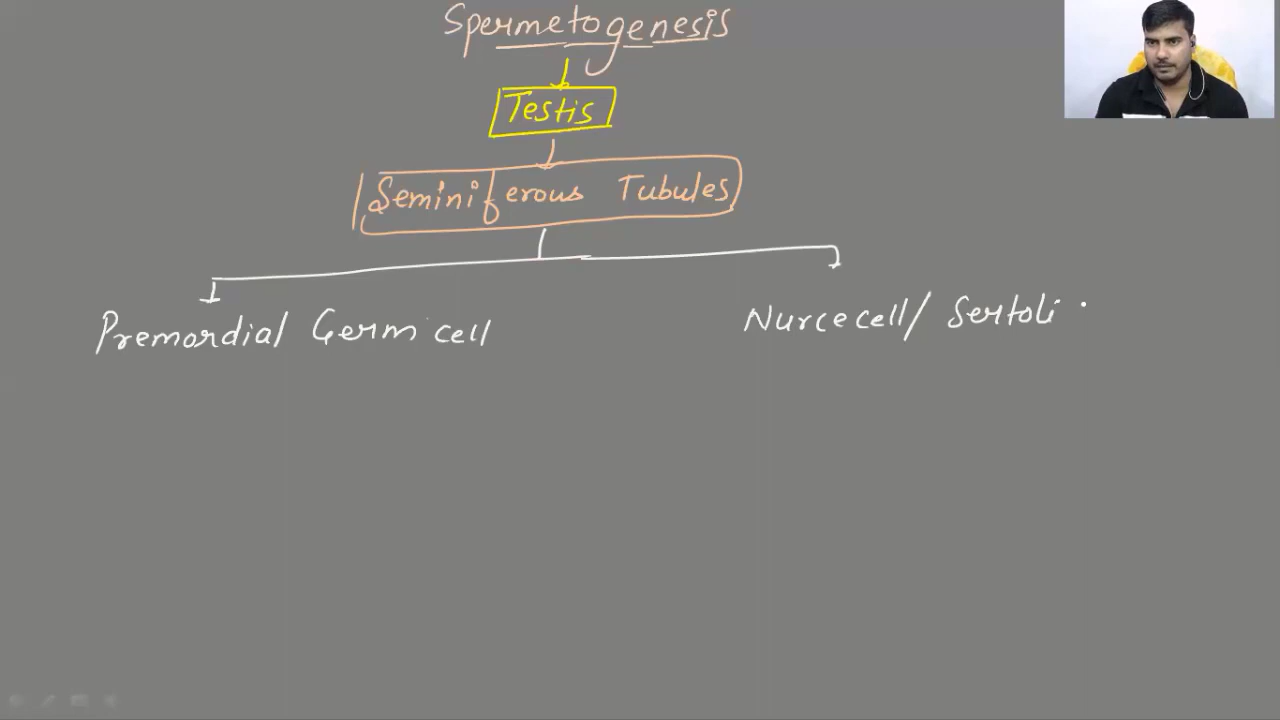 Spermetogenesis
Testis
Seminiferous Tubules
Premordial Germ cell
Nurcecell/ Sertoli